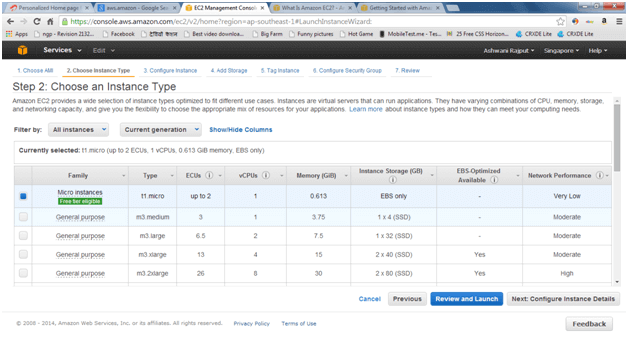 Personalized Home page
aws.amazon - Google Sea
EC2 Management Consol
What Is Amazon EC2? - A
Getting Started with Amaz
https://console.aws.amazon.com/ec2/v2/home?region=ap-southeast-1#LaunchInstanceWizard:
Apps
ngp - Revision 2132...
Facebook
Best video downloa...
Big Farm
Funny pictures
Hot Game
MobileTest.me - Tes...
25 Free CSS Horizon...
CRXDE Lite
CRXDE Lite
Services
Edit
Ashwani Rajput
Singapore
Help
1. Choose AMI
2. Choose Instance Type
3. Configure Instance
4. Add Storage
5. Tag Instance
6. Configure Security Group
7. Review
Step 2: Choose an Instance Type
Amazon EC2 provides a wide selection of instance types optimized to fit different use cases. Instances are virtual servers that can run applications. They have varying combinations of CPU, memory, storage,
and networking capacity, and give you the flexibility to choose the appropriate mix of resources for your applications. Learn more about instance types and how they can meet your computing needs.
Filter by: All instances Current generation Show/Hide Columns
Currently selected: t1.micro (up to 2 ECUs, 1 vCPUs, 0.613 GiB memory, EBS only)
Family Type ECUs vCPUs Memory (GiB) Instance Storage (GB) EBS-Optimized Available Network Performance
Micro instances t1.micro up to 2 1 0.613 EBS only - Very Low
Free tier eligible
General purpose m3.medium 3 1 3.75 1 x 4 (SSD) - Moderate
General purpose m3.large 6.5 2 7.5 1 x 32 (SSD) - Moderate
General purpose m3.xlarge 13 4 15 2 x 40 (SSD) Yes Moderate
General purpose m3.2xlarge 26 8 30 2 x 80 (SSD) Yes High
Cancel
Previous
Review and Launch
Next: Configure Instance Details
© 2008 - 2014, Amazon Web Services, Inc. or its affiliates. All rights reserved. Privacy Policy Terms of Use
Feedback